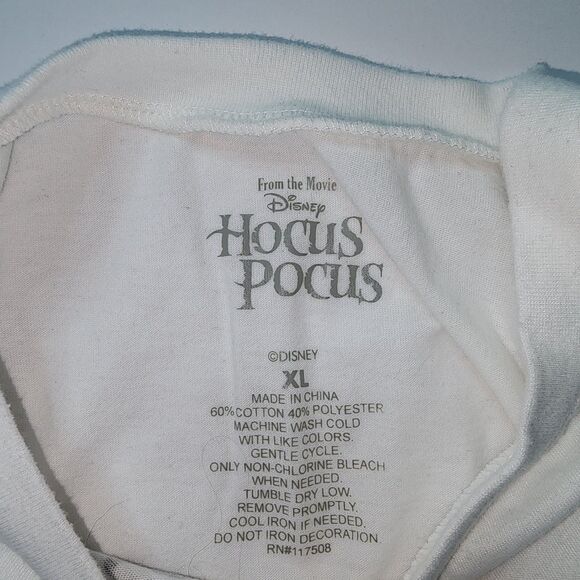 From the Movie
Disney
HOCUS
POCUS
©DISNEY
XL
MADE IN CHINA
60% COTTON 40% POLYESTER
MACHINE WASH COLD
WITH LIKE COLORS.
GENTLE CYCLE.
ONLY NON-CHLORINE BLEACH
WHEN NEEDED.
TUMBLE DRY LOW.
REMOVE PROMPTLY.
COOL IRON IF NEEDED.
DO NOT IRON DECORATION
RN#117508